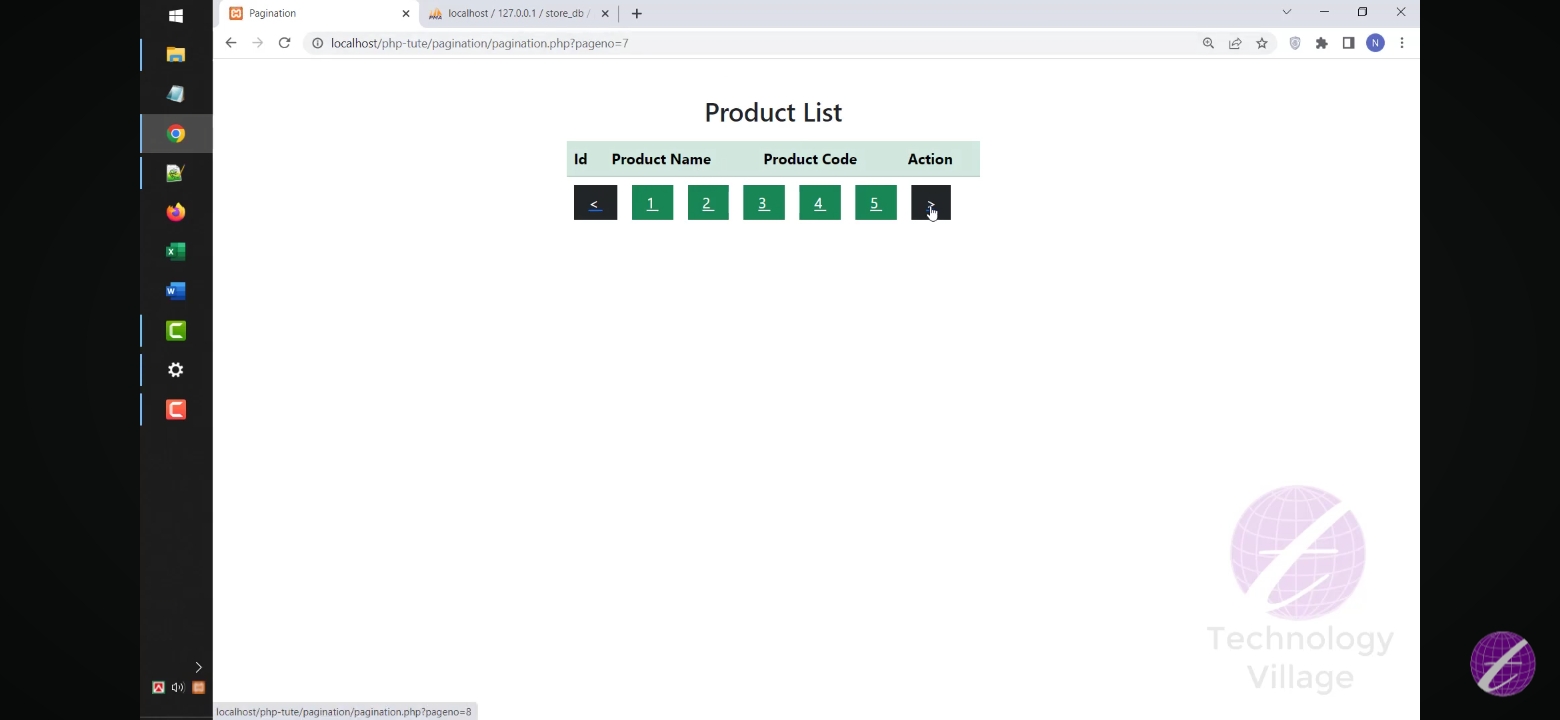 Pagination
localhost / 127.0.0.1 / store_db /
localhost/php-tute/pagination/pagination.php?pageno=7
N
Product List
Id Product Name Product Code Action
< 1 2 3 4 5 >
Technology
Village
localhost/php-tute/pagination/pagination.php?pageno=8